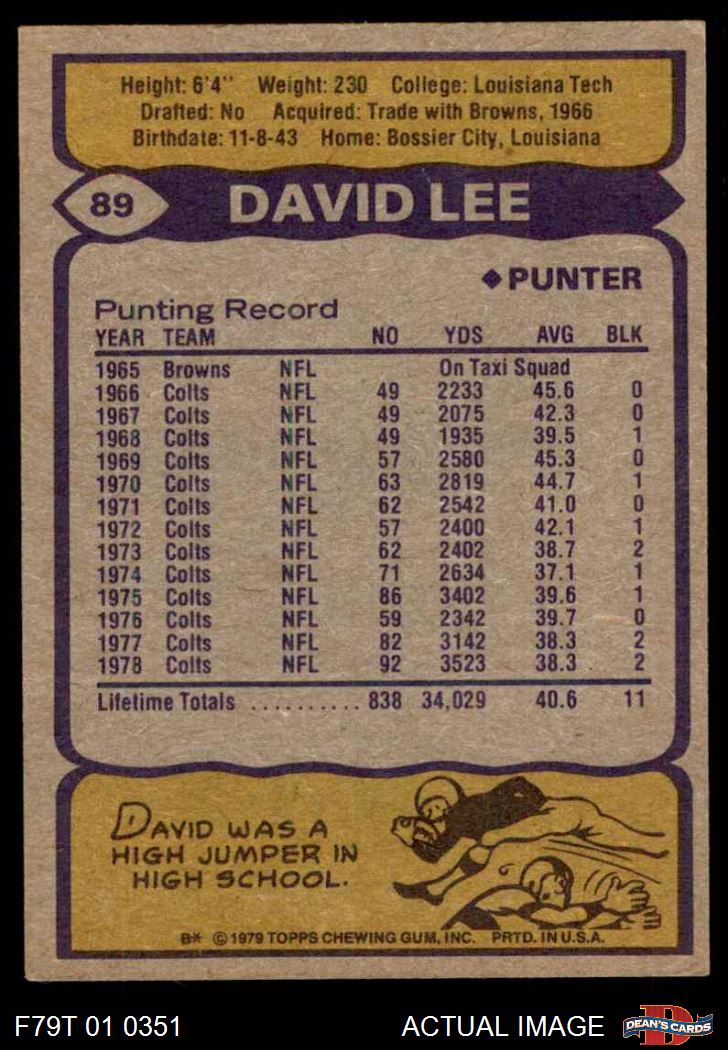 Height: 6'4" Weight: 230 College: Louisiana Tech
Drafted: No Acquired: Trade with Browns, 1966
Birthdate: 11-8-43 Home: Bossier City, Louisiana
89 DAVID LEE
◆PUNTER
Punting Record
YEAR TEAM NO YDS AVG BLK
1965 Browns NFL On Taxi Squad
1966 Colts NFL 49 2233 45.6 0
1967 Colts NFL 49 2075 42.3 0
1968 Colts NFL 49 1935 39.5 1
1969 Colts NFL 57 2580 45.3 0
1970 Colts NFL 63 2819 44.7 1
1971 Colts NFL 62 2542 41.0 0
1972 Colts NFL 57 2400 42.1 1
1973 Colts NFL 62 2402 38.7 2
1974 Colts NFL 71 2634 37.1 1
1975 Colts NFL 86 3402 39.6 1
1976 Colts NFL 59 2342 39.7 0
1977 Colts NFL 82 3142 38.3 2
1978 Colts NFL 92 3523 38.3 2
Lifetime Totals .......... 838 34,029 40.6 11
DAVID WAS A
HIGH JUMPER IN
HIGH SCHOOL.
B* © 1979 TOPPS CHEWING GUM, INC. PRTD. IN U.S.A.
F79T 01 0351 ACTUAL IMAGE D DEAN'S CARDS